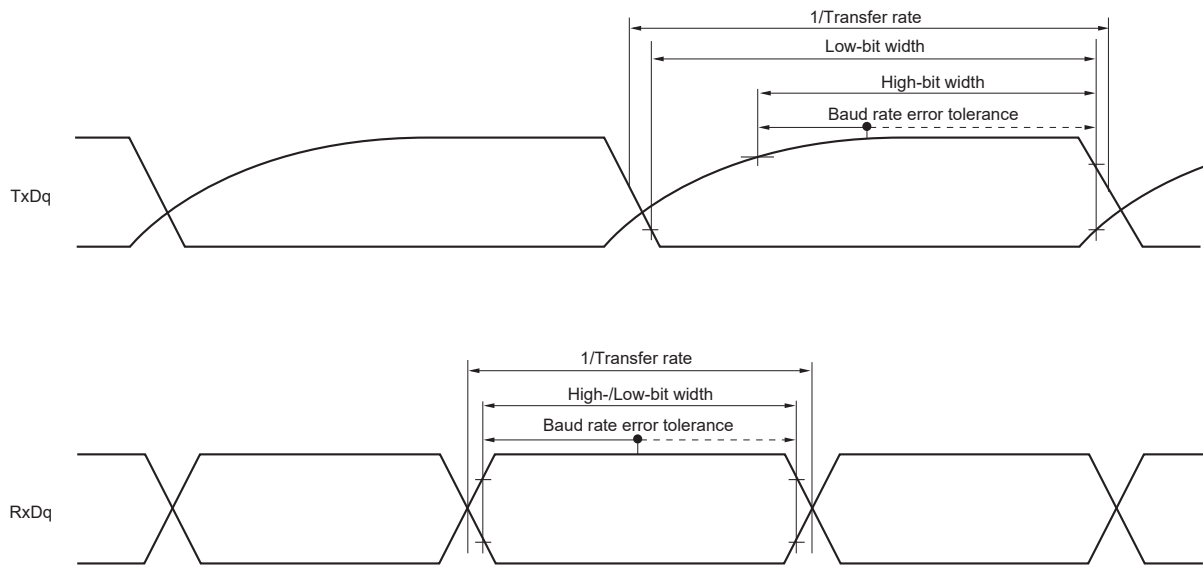 1/Transfer rate
Low-bit width
High-bit width
Baud rate error tolerance
TxDq
1/Transfer rate
High-/Low-bit width
Baud rate error tolerance
RxDq